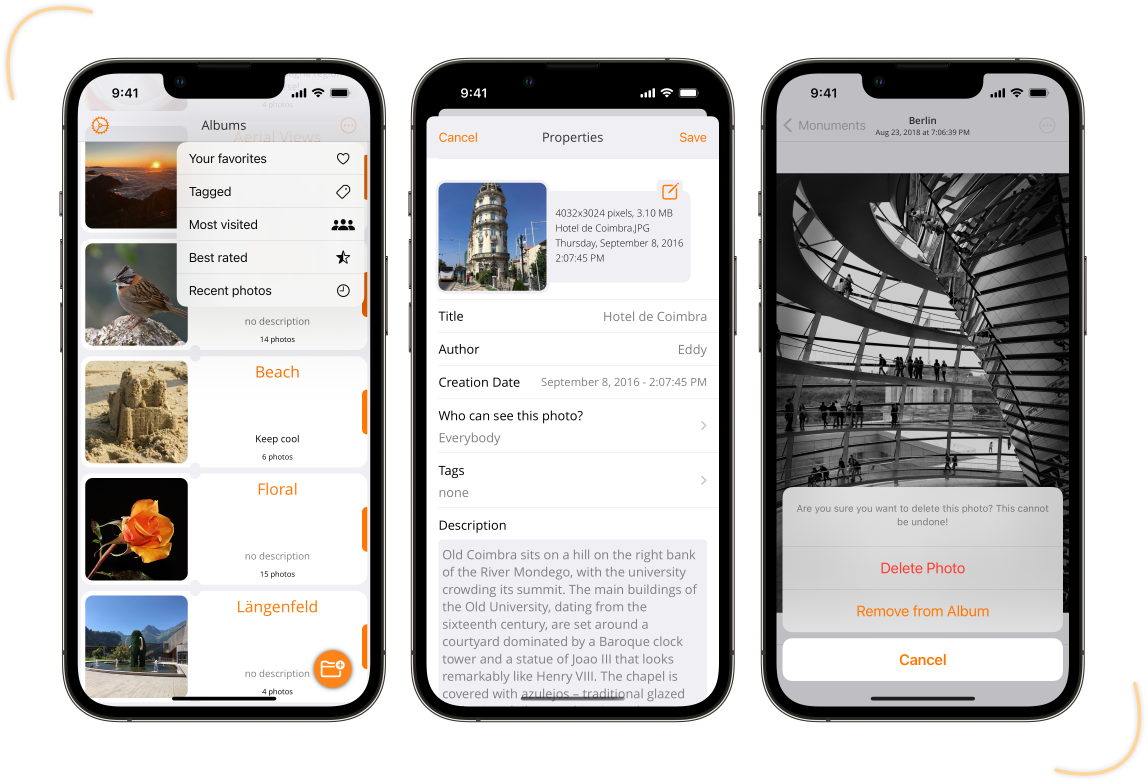 9:41
4 photos
Albums
Aerial Views
Your favorites
Tagged
Most visited
Best rated
Recent photos
no description
14 photos
Beach
Keep cool
6 photos
Floral
no description
15 photos
Längenfeld
no description
4 photos
9:41
Cancel
Properties
Save
4032x3024 pixels, 3.10 MB
Hotel de Coimbra.JPG
Thursday, September 8, 2016
2:07:45 PM
Title
Hotel de Coimbra
Author
Eddy
Creation Date
September 8, 2016 - 2:07:45 PM
Who can see this photo?
Everybody
Tags
none
Description
Old Coimbra sits on a hill on the right bank
of the River Mondego, with the university
crowding its summit. The main buildings of
the Old University, dating from the
sixteenth century, are set around a
courtyard dominated by a Baroque clock
tower and a statue of Joao III that looks
remarkably like Henry VIII. The chapel is
covered with azulejos – traditional glazed
9:41
Monuments
Berlin
Aug 23, 2018 at 7:06:39 PM
Are you sure you want to delete this photo? This cannot
be undone!
Delete Photo
Remove from Album
Cancel